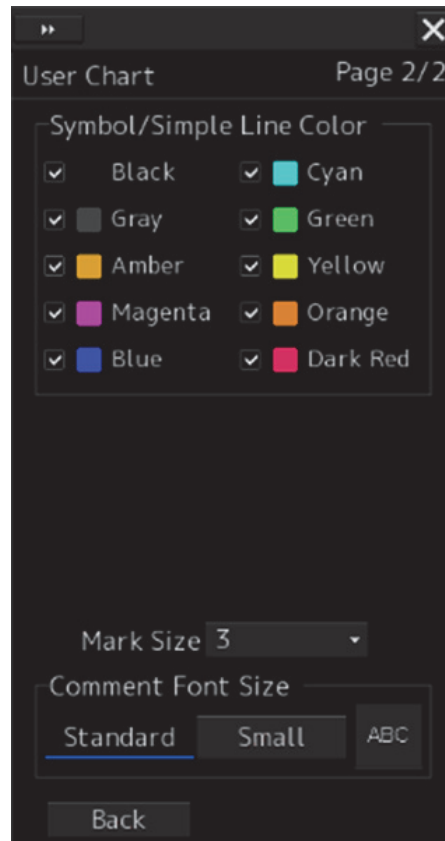 User Chart Page 2/2
Symbol/Simple Line Color
Black Cyan
Gray Green
Amber Yellow
Magenta Orange
Blue Dark Red
Mark Size 3
Comment Font Size
Standard Small ABC
Back